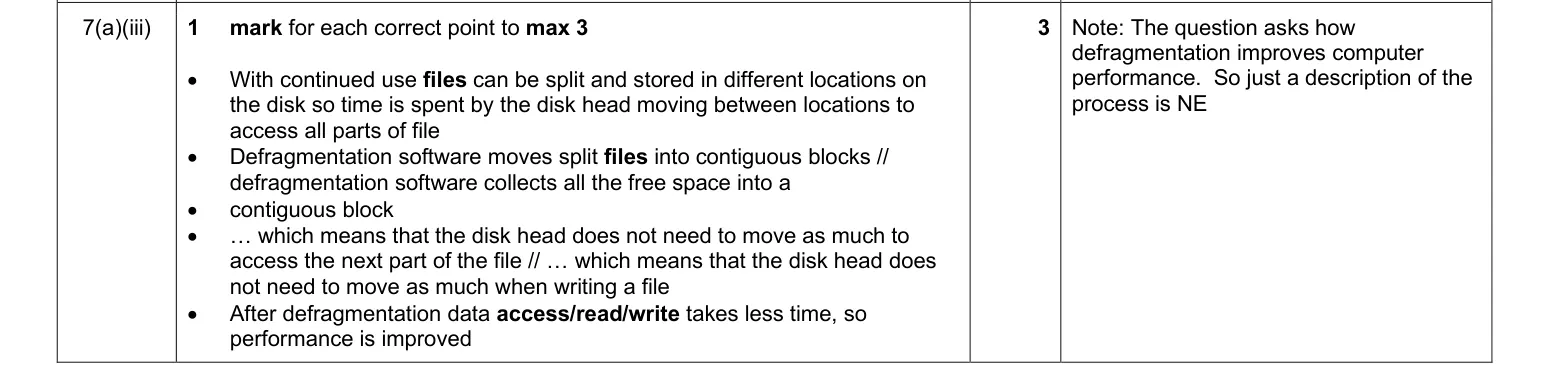 7(a)(iii)
1 mark for each correct point to max 3
• With continued use files can be split and stored in different locations on
the disk so time is spent by the disk head moving between locations to
access all parts of file
• Defragmentation software moves split files into contiguous blocks //
defragmentation software collects all the free space into a
• contiguous block
• … which means that the disk head does not need to move as much to
access the next part of the file // … which means that the disk head does
not need to move as much when writing a file
• After defragmentation data access/read/write takes less time, so
performance is improved
3
Note: The question asks how
defragmentation improves computer
performance. So just a description of the
process is NE